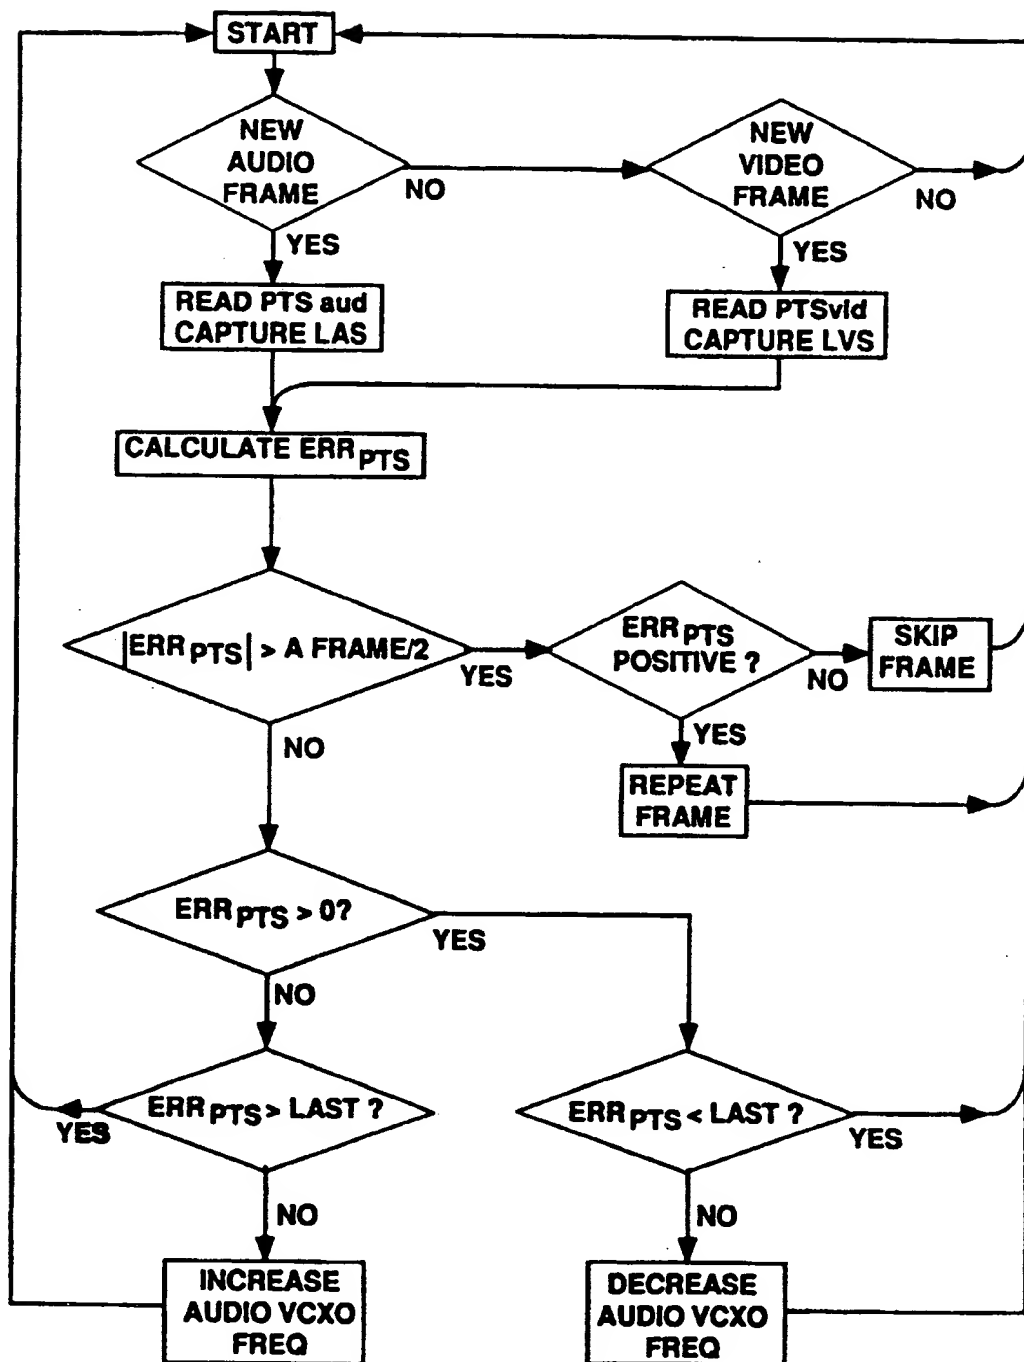 START
NEW
AUDIO
FRAME
NO
NEW
VIDEO
FRAME
NO
YES
YES
READ PTS aud
CAPTURE LAS
READ PTSvid
CAPTURE LVS
CALCULATE ERR PTS
|ERR PTS| > A FRAME/2
YES
ERR PTS
POSITIVE ?
NO
SKIP
FRAME
NO
YES
REPEAT
FRAME
ERR PTS > 0?
YES
NO
ERR PTS > LAST ?
YES
ERR PTS < LAST ?
YES
NO
NO
INCREASE
AUDIO VCXO
FREQ
DECREASE
AUDIO VCXO
FREQ